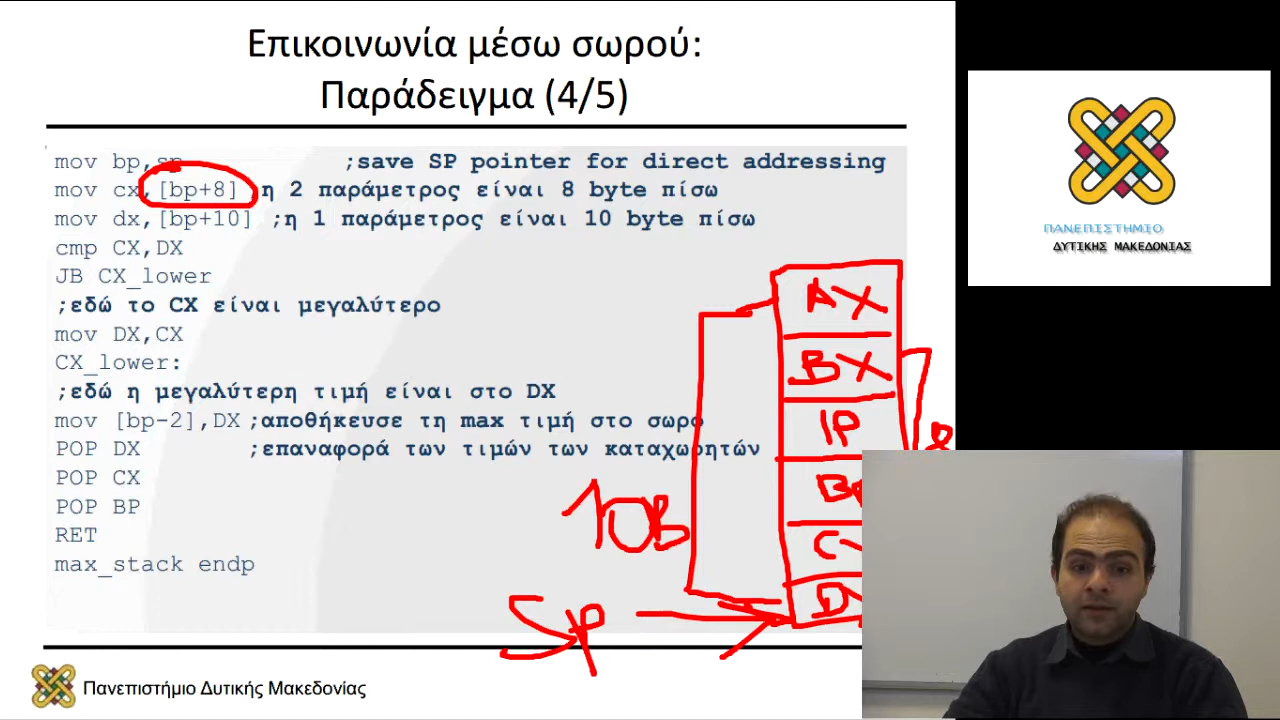 Επικοινωνία μέσω σωρού:
Παράδειγμα (4/5)
mov bp,sp ;save SP pointer for direct addressing
mov cx,[bp+8] η 2 παράμετρος είναι 8 byte πίσω
mov dx,[bp+10] ;η 1 παράμετρος είναι 10 byte πίσω
cmp CX,DX
JB CX_lower
;εδώ το CX είναι μεγαλύτερο
mov DX,CX
CX_lower:
;εδώ η μεγαλύτερη τιμή είναι στο DX
mov [bp-2],DX ;αποθήκευσε τη max τιμή στο σωρο
POP DX ;επαναφορά των τιμών των καταχωρητών
POP CX
POP BP
RET
max_stack endp
AX
BX
IP
BP
C
D
8
10B
SP
Πανεπιστήμιο Δυτικής Μακεδονίας
ΠΑΝΕΠΙΣΤΗΜΙΟ
ΔΥΤΙΚΗΣ ΜΑΚΕΔΟΝΙΑΣ